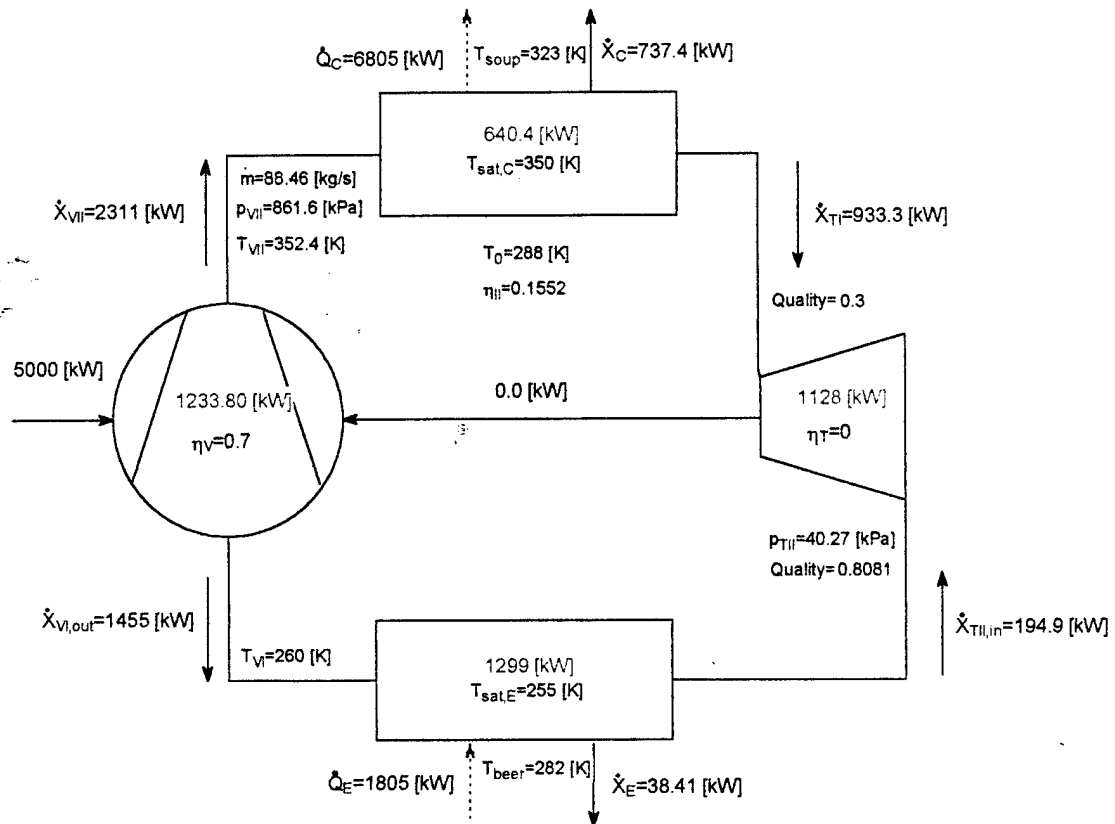 Q̇C=6805 [kW]
Tsoup=323 [K]
ẊC=737.4 [kW]
640.4 [kW]
Tsat,C=350 [K]
ṁ=88.46 [kg/s]
pVII=861.6 [kPa]
TVII=352.4 [K]
ẊVII=2311 [kW]
ẊTI=933.3 [kW]
T0=288 [K]
ηII=0.1552
Quality= 0.3
5000 [kW]
1233.80 [kW]
ηV=0.7
0.0 [kW]
1128 [kW]
ηT=0
pTII=40.27 [kPa]
Quality= 0.8081
ẊVI,out=1455 [kW]
ẊTII,in=194.9 [kW]
TVI=260 [K]
1299 [kW]
Tsat,E=255 [K]
Q̇E=1805 [kW]
Tbeer=282 [K]
ẊE=38.41 [kW]